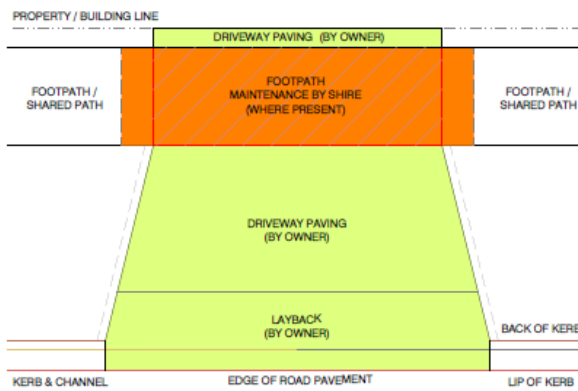 PROPERTY / BUILDING LINE
DRIVEWAY PAVING (BY OWNER)
FOOTPATH /
SHARED PATH
FOOTPATH
MAINTENANCE BY SHIRE
(WHERE PRESENT)
FOOTPATH /
SHARED PATH
DRIVEWAY PAVING
(BY OWNER)
LAYBACK
(BY OWNER)
BACK OF KERB
KERB & CHANNEL
EDGE OF ROAD PAVEMENT
LIP OF KERB